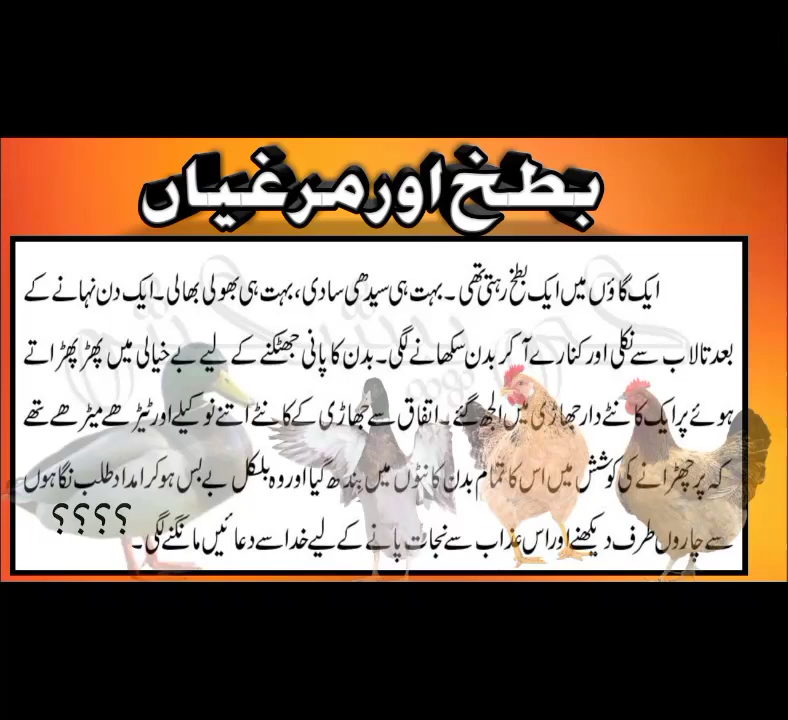 بطخ اور مرغیاں
ایک گاؤں میں ایک بطخ رہتی تھی۔ بہت ہی سیدھی سادی، بہت ہی بھولی بھالی۔ ایک دن نہانے کے
بعد تالاب سے نکلی اور کنارے آ کر بدن سکھانے لگی۔ بدن کا پانی جھٹکنے کے لیے بے خیالی میں پھڑپھڑاتے
ہوئے پر ایک کانٹے دار جھاڑی میں الجھ گئے۔ اتفاق سے جھاڑی کے کانٹے اتنے نوکیلے اور ٹیڑھے میڑھے تھے
کہ پر چھڑانے کی کوشش میں اس کا تمام بدن کانٹوں میں بِندھ گیا اور وہ بلکل بے بس ہو کر امداد طلب نگاہوں
سے چاروں طرف دیکھنے اور اس عذاب سے نجات پانے کے لیے خدا سے دعائیں مانگنے لگی۔ ؟؟؟؟